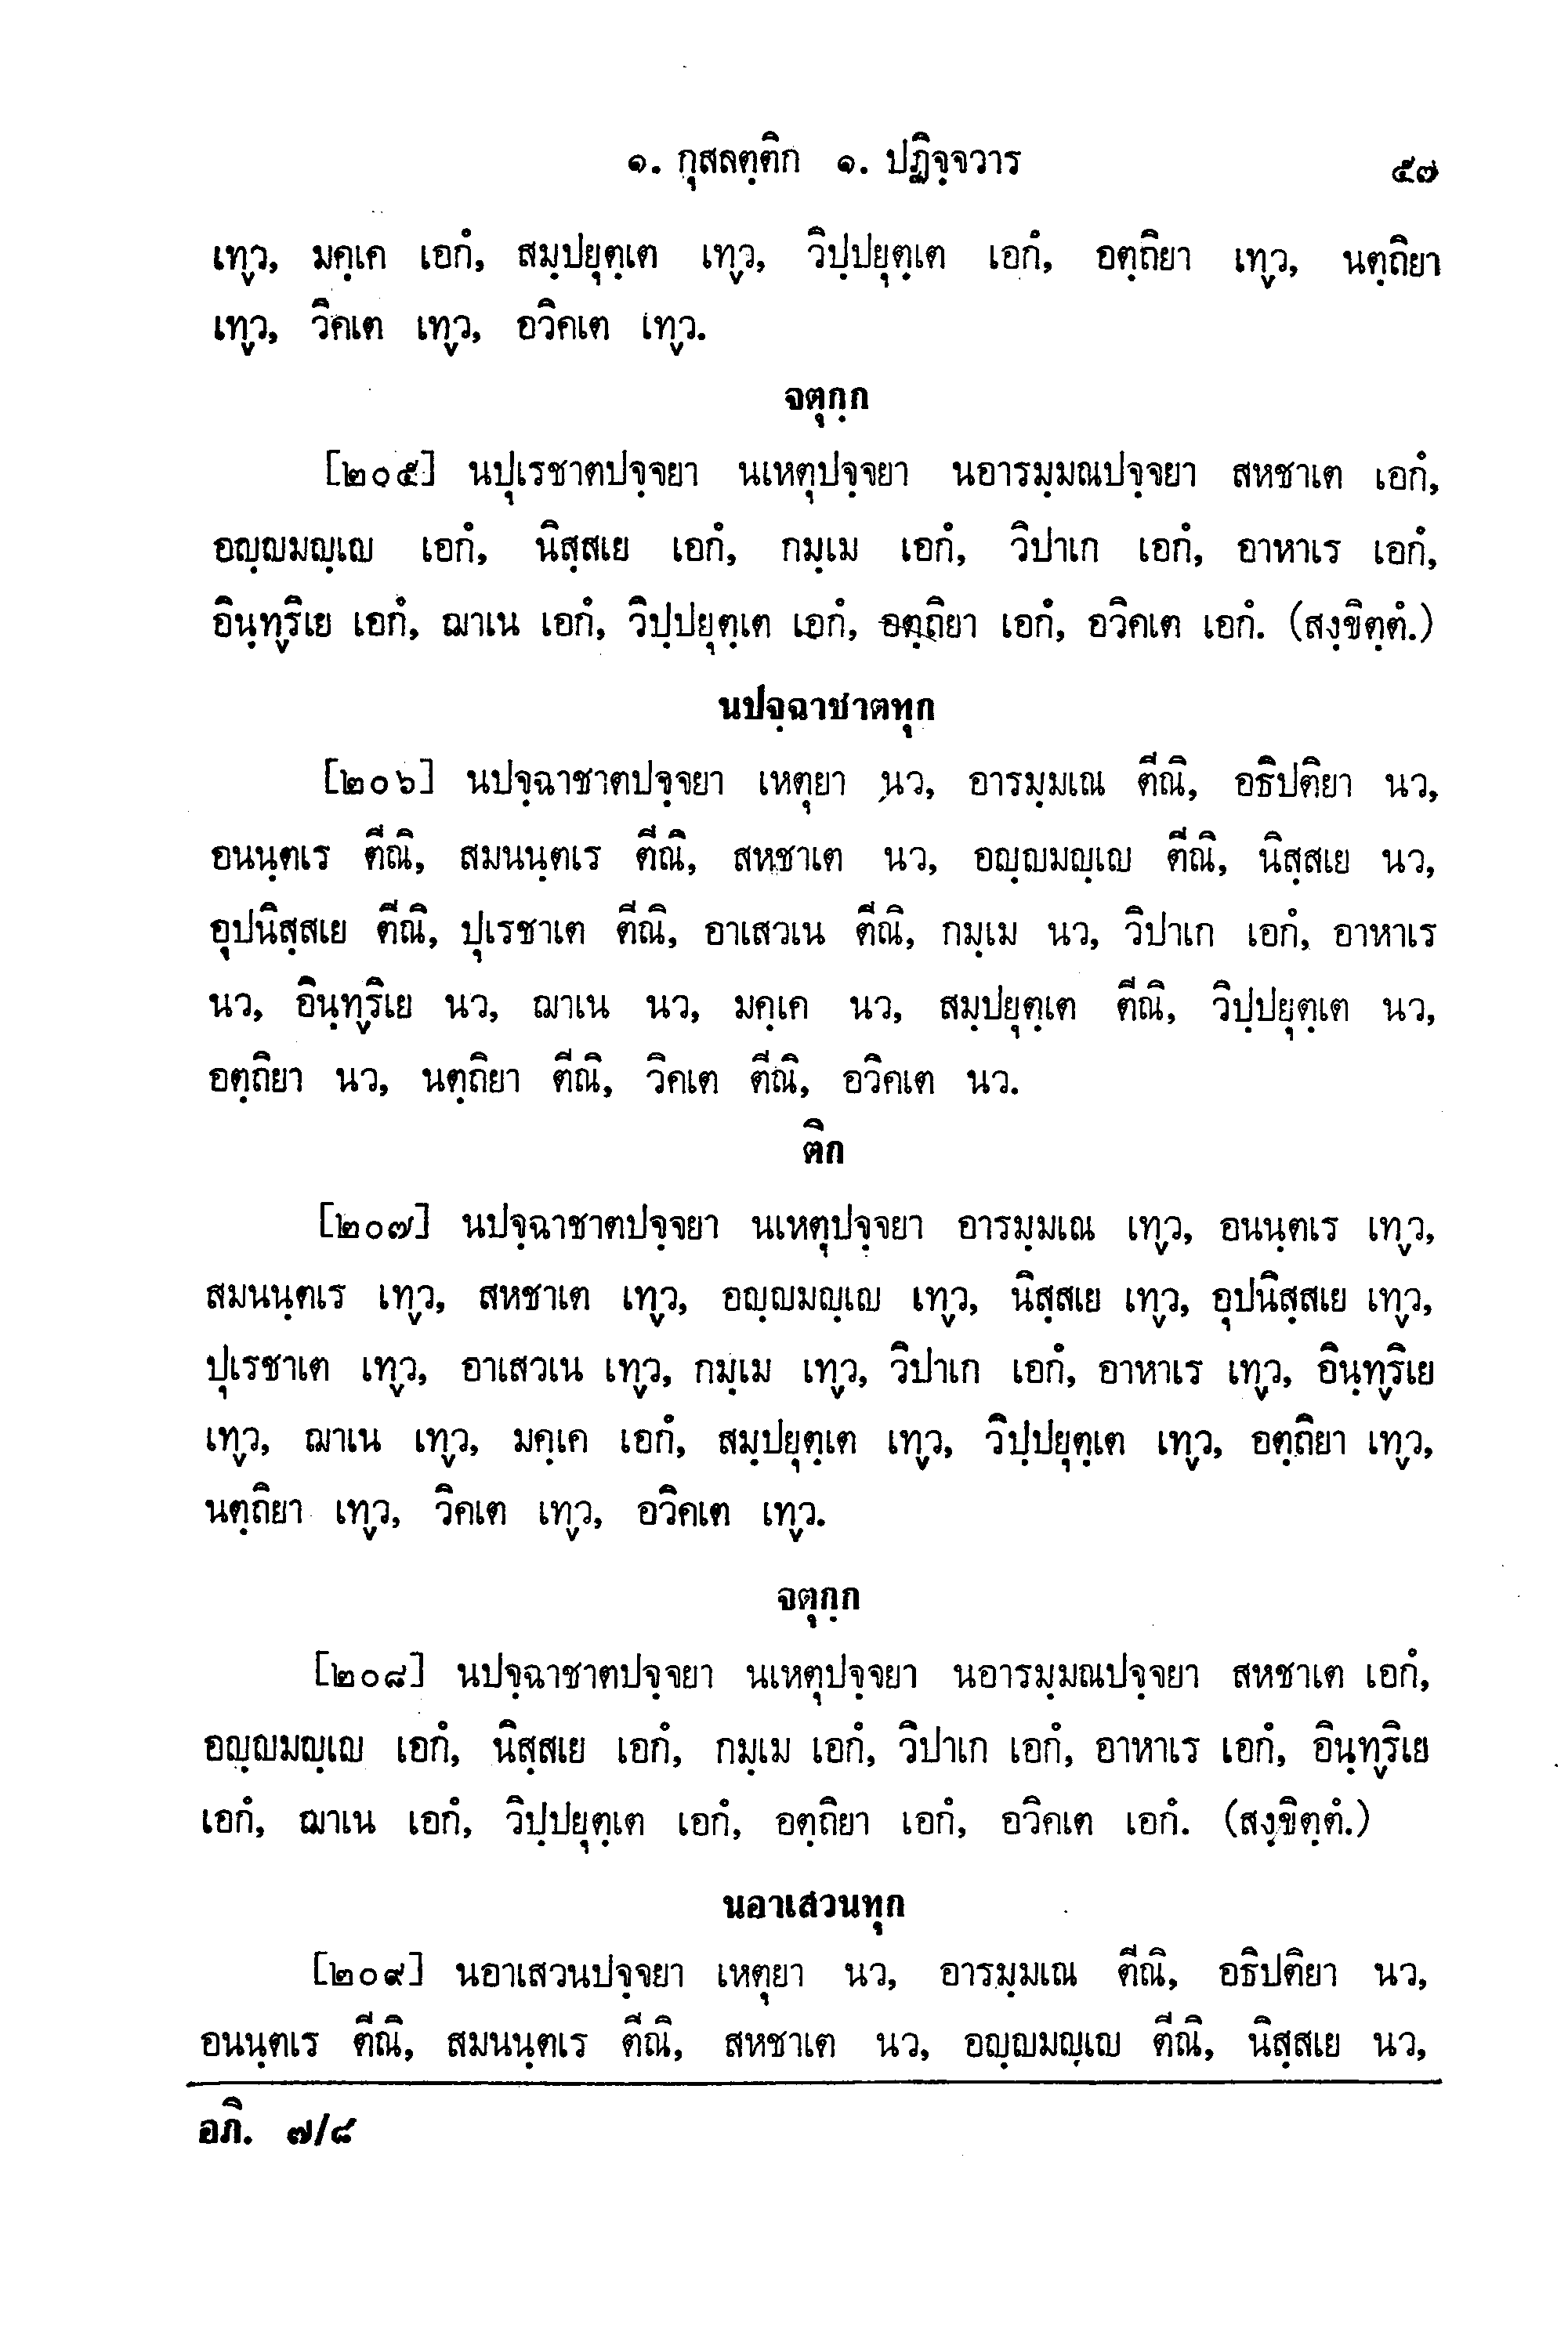 ๑. กุสลตฺติก ๑. ปฏิจฺจวาร ๕๗
เทฺว, มคฺเค เอกํ, สมฺปยุตฺเต เทฺว, วิปฺปยุตฺเต เอกํ, อตฺถิยา เทฺว, นตฺถิยา
เทฺว, วิคเต เทฺว, อวิคเต เทฺว.
จตุกฺก
[๒๐๕] นปุเรชาตปจฺจยา นเหตุปจฺจยา นอารมฺมณปจฺจยา สหชาเต เอกํ,
อญฺญมญฺเญ เอกํ, นิสฺสเย เอกํ, กมฺเม เอกํ, วิปาเก เอกํ, อาหาเร เอกํ,
อินฺทฺริเย เอกํ, ฌาเน เอกํ, วิปฺปยุตฺเต เอกํ, อตฺถิยา เอกํ, อวิคเต เอกํ. (สงฺขิตฺตํ.)
นปจฺฉาชาตทุก
[๒๐๖] นปจฺฉาชาตปจฺจยา เหตุยา นว, อารมฺมเณ ตีณิ, อธิปติยา นว,
อนนฺตเร ตีณิ, สมนนฺตเร ตีณิ, สหชาเต นว, อญฺญมญฺเญ ตีณิ, นิสฺสเย นว,
อุปนิสฺสเย ตีณิ, ปุเรชาเต ตีณิ, อาเสวเน ตีณิ, กมฺเม นว, วิปาเก เอกํ, อาหาเร
นว, อินฺทฺริเย นว, ฌาเน นว, มคฺเค นว, สมฺปยุตฺเต ตีณิ, วิปฺปยุตฺเต นว,
อตฺถิยา นว, นตฺถิยา ตีณิ, วิคเต ตีณิ, อวิคเต นว.
ติก
[๒๐๗] นปจฺฉาชาตปจฺจยา นเหตุปจฺจยา อารมฺมเณ เทฺว, อนนฺตเร เทฺว,
สมนนฺตเร เทฺว, สหชาเต เทฺว, อญฺญมญฺเญ เทฺว, นิสฺสเย เทฺว, อุปนิสฺสเย เทฺว,
ปุเรชาเต เทฺว, อาเสวเน เทฺว, กมฺเม เทฺว, วิปาเก เอกํ, อาหาเร เทฺว, อินฺทฺริเย
เทฺว, ฌาเน เทฺว, มคฺเค เอกํ, สมฺปยุตฺเต เทฺว, วิปฺปยุตฺเต เทฺว, อตฺถิยา เทฺว,
นตฺถิยา เทฺว, วิคเต เทฺว, อวิคเต เทฺว.
จตุกฺก
[๒๐๘] นปจฺฉาชาตปจฺจยา นเหตุปจฺจยา นอารมฺมณปจฺจยา สหชาเต เอกํ,
อญฺญมญฺเญ เอกํ, นิสฺสเย เอกํ, กมฺเม เอกํ, วิปาเก เอกํ, อาหาเร เอกํ, อินฺทฺริเย
เอกํ, ฌาเน เอกํ, วิปฺปยุตฺเต เอกํ, อตฺถิยา เอกํ, อวิคเต เอกํ. (สงฺขิตฺตํ.)
นอาเสวนทุก
[๒๐๙] นอาเสวนปจฺจยา เหตุยา นว, อารมฺมเณ ตีณิ, อธิปติยา นว,
อนนฺตเร ตีณิ, สมนนฺตเร ตีณิ, สหชาเต นว, อญฺญมญฺเญ ตีณิ, นิสฺสเย นว,
อภิ. ๗/๘